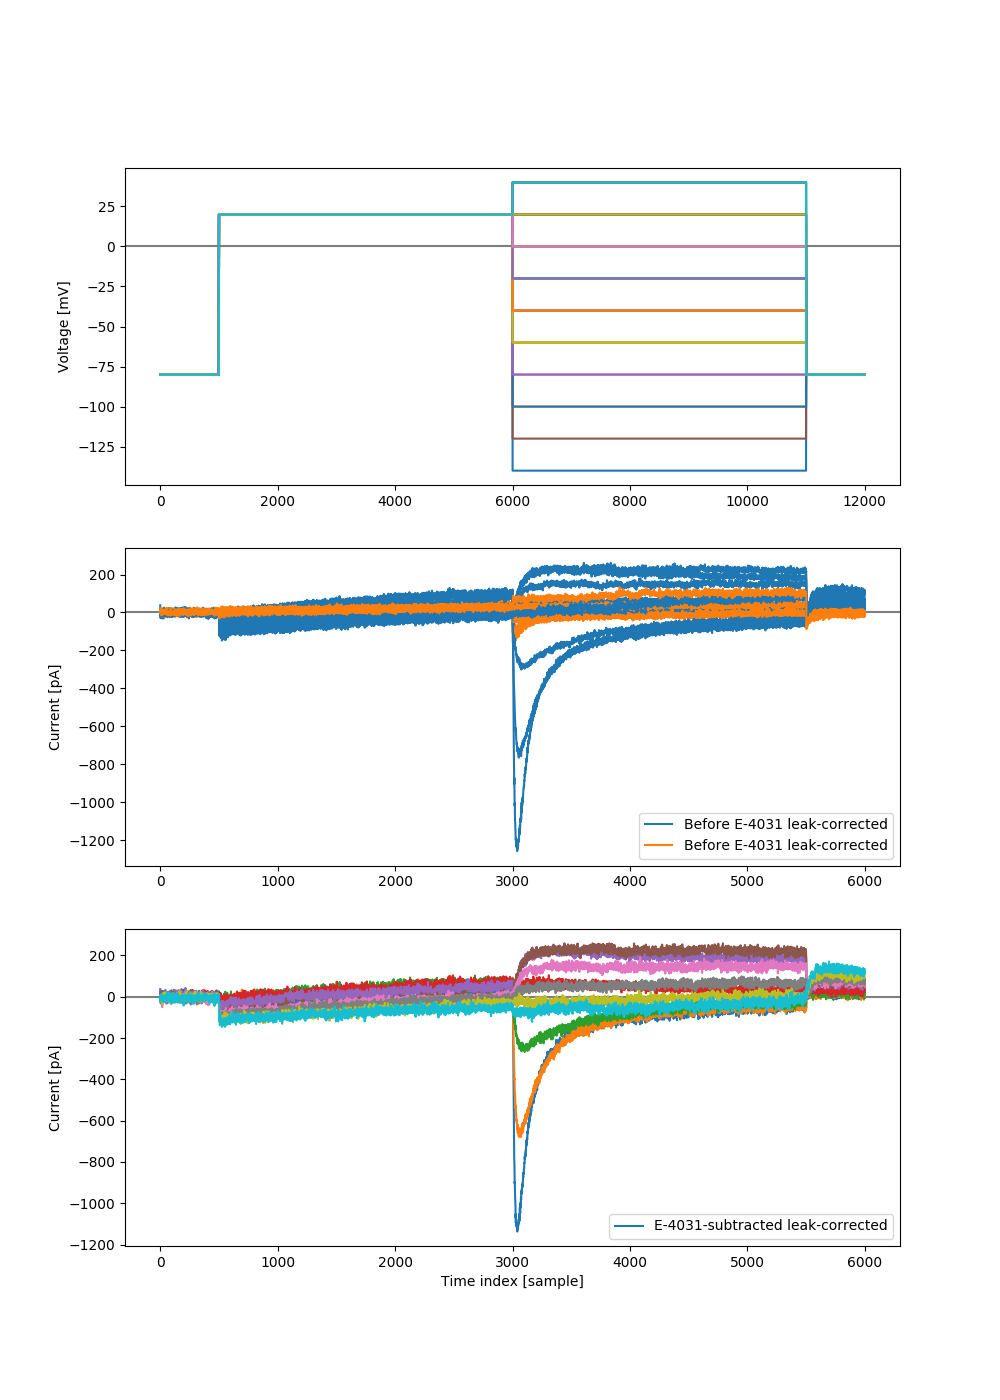 25
0
−25
−50
−75
−100
−125
Voltage [mV]
0 2000 4000 6000 8000 10000 12000
200
0
−200
−400
−600
−800
−1000
−1200
Current [pA]
Before E-4031 leak-corrected
Before E-4031 leak-corrected
0 1000 2000 3000 4000 5000 6000
200
0
−200
−400
−600
−800
−1000
−1200
Current [pA]
E-4031-subtracted leak-corrected
0 1000 2000 3000 4000 5000 6000
Time index [sample]